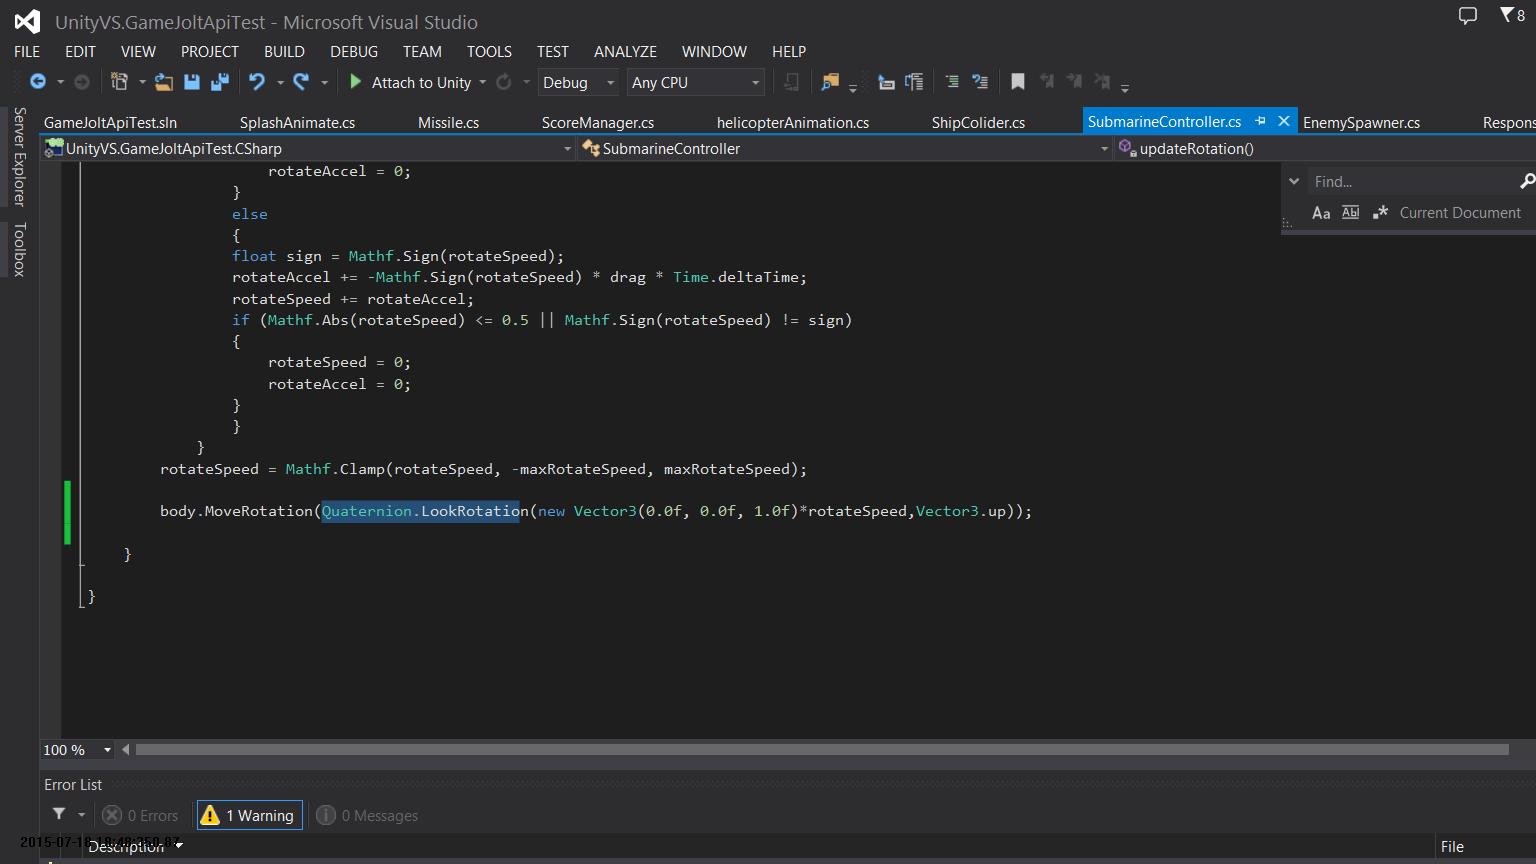 UnityVS.GameJoltApiTest - Microsoft Visual Studio
8
FILE EDIT VIEW PROJECT BUILD DEBUG TEAM TOOLS TEST ANALYZE WINDOW HELP
Attach to Unity Debug Any CPU
Server Explorer
Toolbox
GameJoltApiTest.sln SplashAnimate.cs Missile.cs ScoreManager.cs helicopterAnimation.cs ShipColider.cs SubmarineController.cs EnemySpawner.cs Respons
UnityVS.GameJoltApiTest.CSharp SubmarineController updateRotation()
Find...
Aa Abl .* Current Document
rotateAccel = 0;
}
else
{
float sign = Mathf.Sign(rotateSpeed);
rotateAccel += -Mathf.Sign(rotateSpeed) * drag * Time.deltaTime;
rotateSpeed += rotateAccel;
if (Mathf.Abs(rotateSpeed) <= 0.5 || Mathf.Sign(rotateSpeed) != sign)
{
rotateSpeed = 0;
rotateAccel = 0;
}
}
}
rotateSpeed = Mathf.Clamp(rotateSpeed, -maxRotateSpeed, maxRotateSpeed);
body.MoveRotation(Quaternion.LookRotation(new Vector3(0.0f, 0.0f, 1.0f)*rotateSpeed,Vector3.up));
}
}
100 %
Error List
0 Errors 1 Warning 0 Messages
Description File